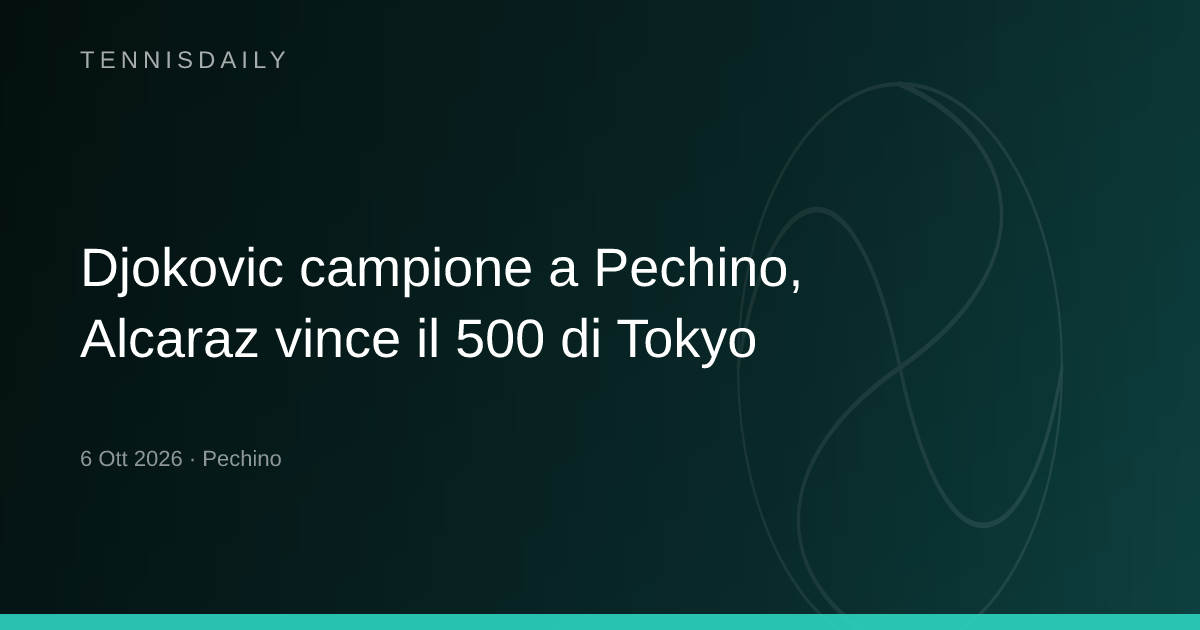 TENNISDAILY
Djokovic campione a Pechino,
Alcaraz vince il 500 di Tokyo
6 Ott 2026 · Pechino